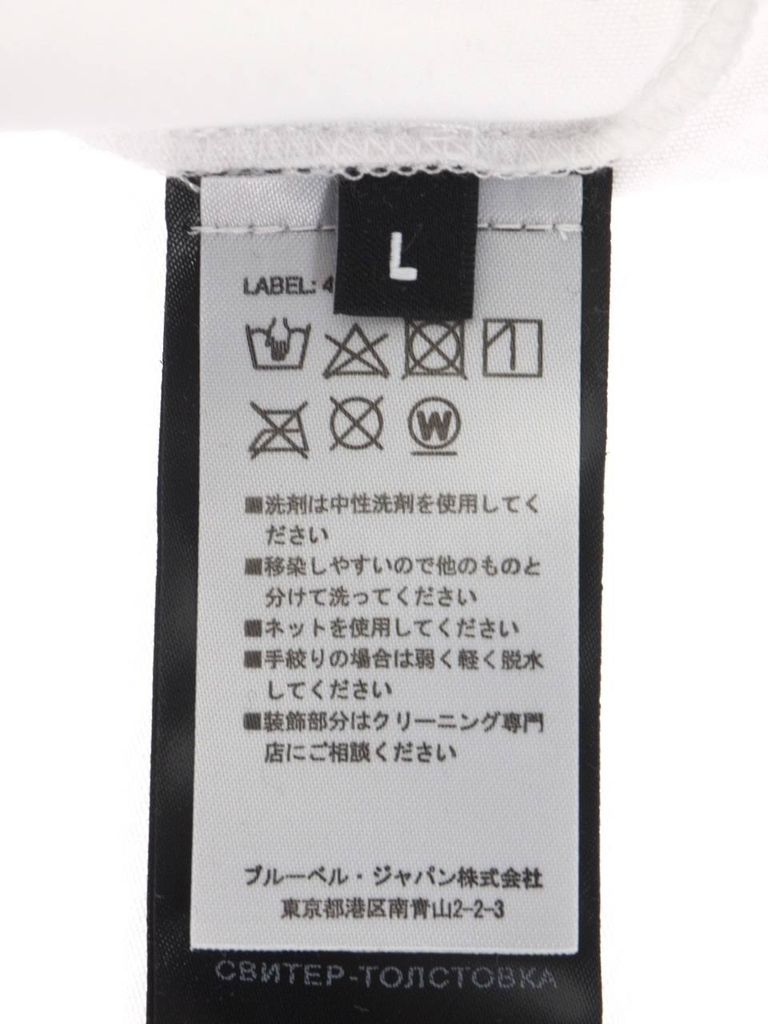 L
LABEL: 4
W
■洗剤は中性洗剤を使用してく
ださい
■移染しやすいので他のものと
分けて洗ってください
■ネットを使用してください
■手絞りの場合は弱く軽く脱水
してください
■装飾部分はクリーニング専門
店にご相談ください
ブルーベル・ジャパン株式会社
東京都港区南青山2-2-3
СВИТЕР-ТОЛСТОВКА